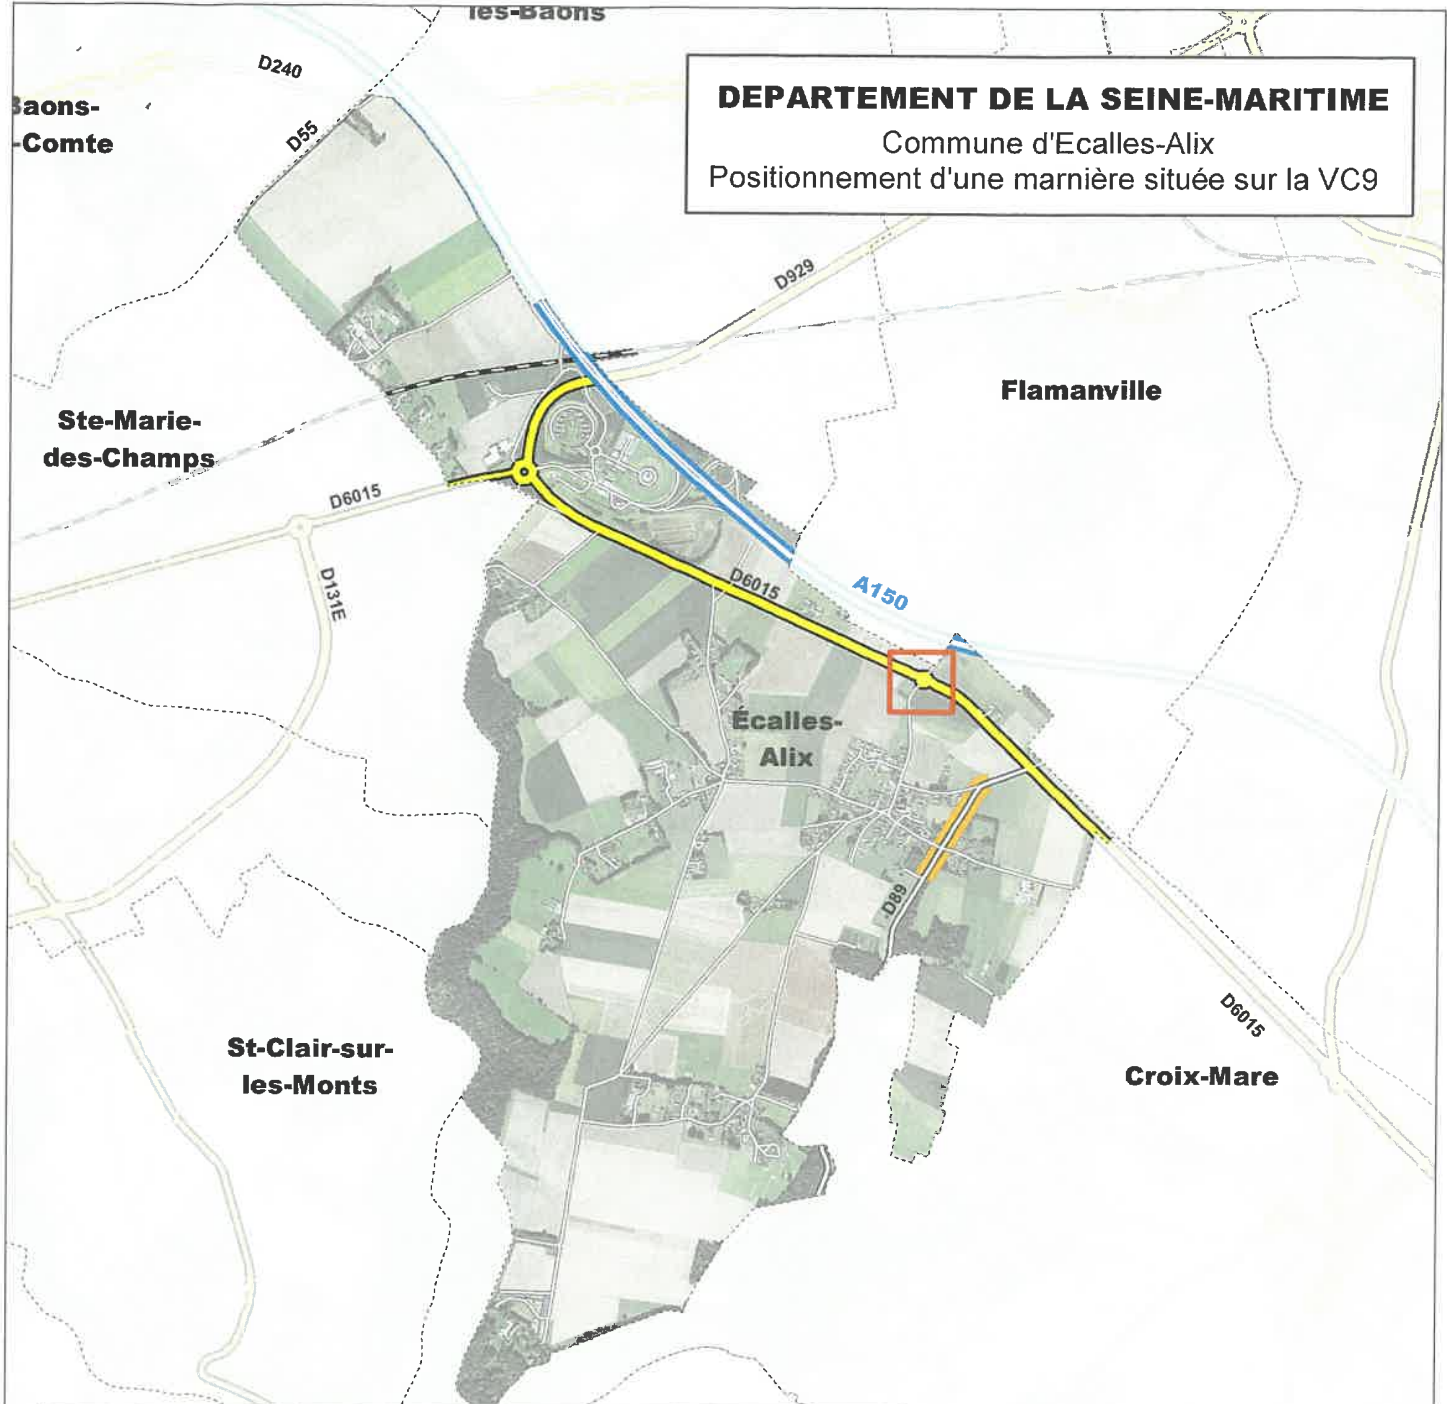 les-Baons
D240
DEPARTEMENT DE LA SEINE-MARITIME
Commune d'Ecalles-Alix
Positionnement d'une marnière située sur la VC9
Baons-
-Comte
D55
D929
Flamanville
Ste-Marie-
des-Champs
D6015
D131E
D6015
A150
Écalles-
Alix
D89
D6015
St-Clair-sur-
les-Monts
Croix-Mare